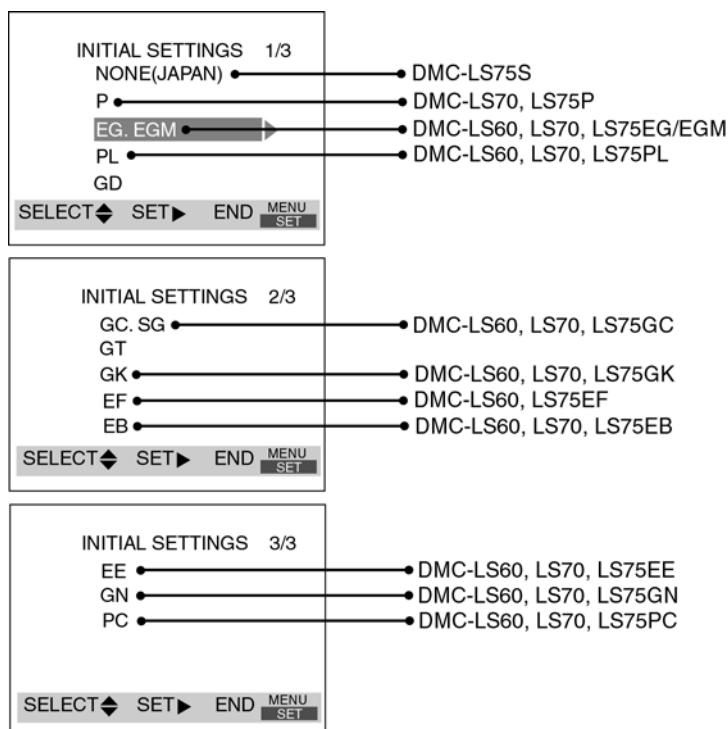 INITIAL SETTINGS 1/3
NONE(JAPAN) DMC-LS75S
P DMC-LS70, LS75P
EG. EGM DMC-LS60, LS70, LS75EG/EGM
PL DMC-LS60, LS70, LS75PL
GD
SELECT SET END MENU
SET
INITIAL SETTINGS 2/3
GC. SG DMC-LS60, LS70, LS75GC
GT
GK DMC-LS60, LS70, LS75GK
EF DMC-LS60, LS75EF
EB DMC-LS60, LS70, LS75EB
SELECT SET END MENU
SET
INITIAL SETTINGS 3/3
EE DMC-LS60, LS70, LS75EE
GN DMC-LS60, LS70, LS75GN
PC DMC-LS60, LS70, LS75PC
SELECT SET END MENU
SET